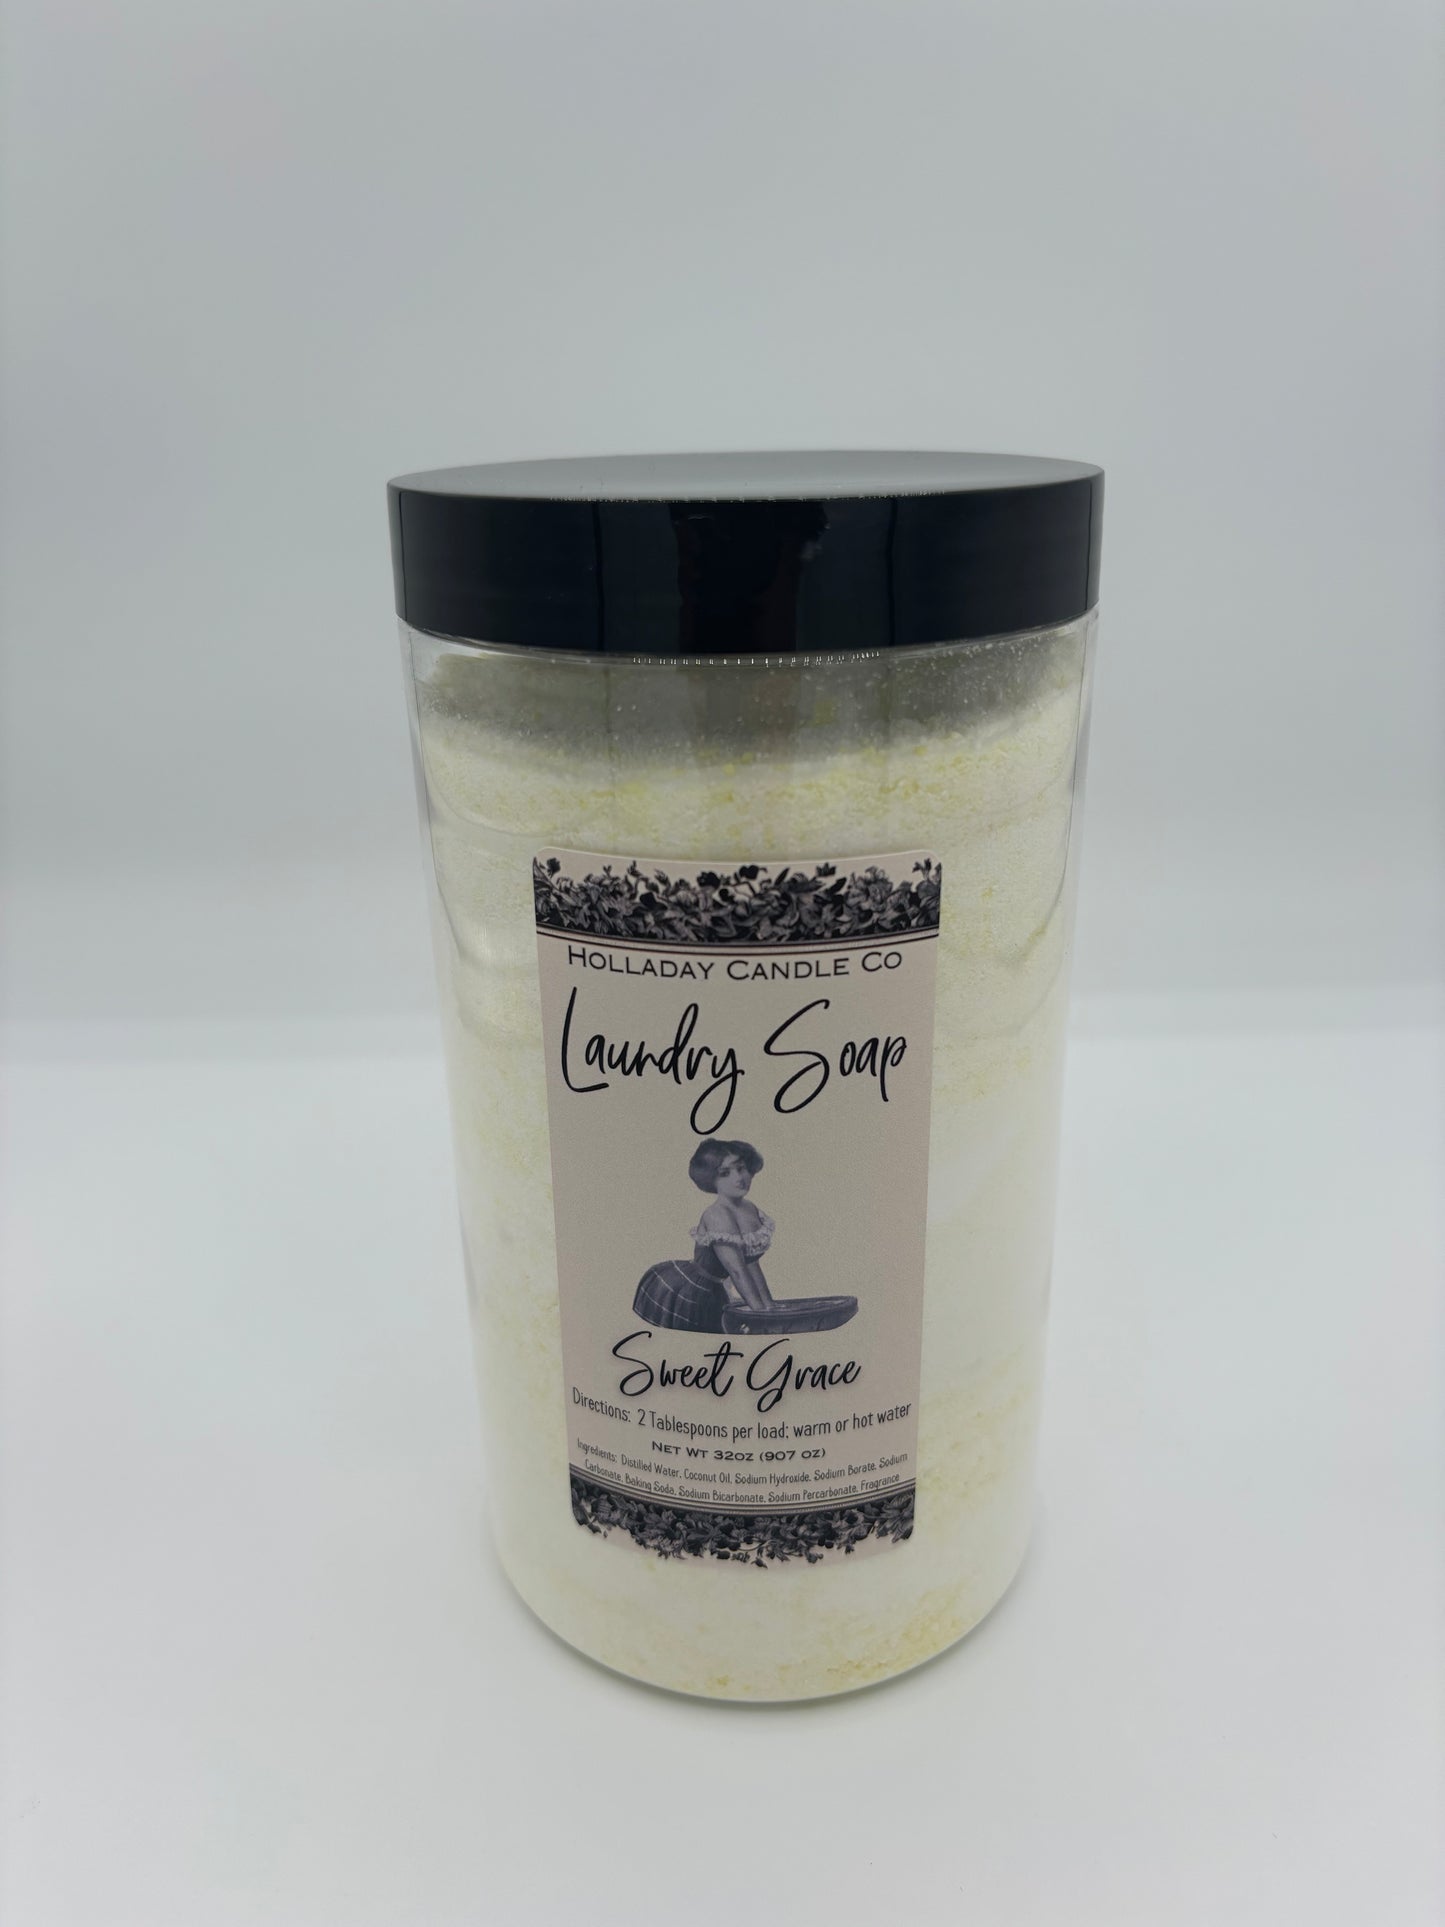 HOLLADAY CANDLE CO
Laundry Soap
Sweet Grace
Directions: 2 Tablespoons per load; warm or hot water
NET WT 32OZ (907 OZ)
Ingredients: Distilled Water, Coconut Oil, Sodium Hydroxide, Sodium Borate, Sodium
Carbonate, Baking Soda, Sodium Bicarbonate, Sodium Percarbonate, Fragrance